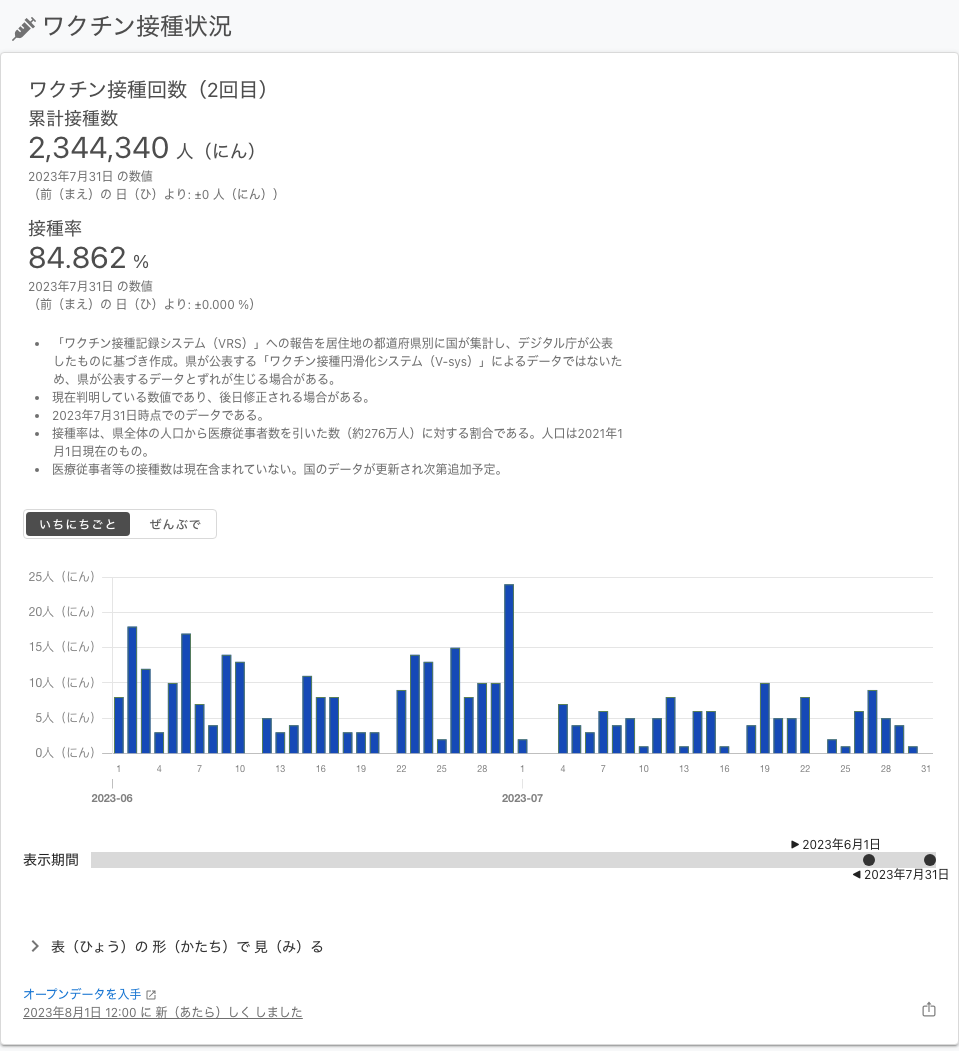 ワクチン接種状況
ワクチン接種回数（2回目）
累計接種数
2,344,340 人（にん）
2023年7月31日 の数値
（前（まえ）の 日（ひ）より: ±0 人（にん））
接種率
84.862 %
2023年7月31日 の数値
（前（まえ）の 日（ひ）より: ±0.000 %）
• 「ワクチン接種記録システム（VRS）」への報告を居住地の都道府県別に国が集計し、デジタル庁が公表
したものに基づき作成。県が公表する「ワクチン接種円滑化システム（V-sys）」によるデータではないた
め、県が公表するデータとずれが生じる場合がある。
• 現在判明している数値であり、後日修正される場合がある。
• 2023年7月31日時点でのデータである。
• 接種率は、県全体の人口から医療従事者数を引いた数（約276万人）に対する割合である。人口は2021年1
月1日現在のもの。
• 医療従事者等の接種数は現在含まれていない。国のデータが更新され次第追加予定。
いちにちごと ぜんぶで
25人（にん）
20人（にん）
15人（にん）
10人（にん）
5人（にん）
0人（にん）
1 4 7 10 13 16 19 22 25 28 1 4 7 10 13 16 19 22 25 28 31
2023-06 2023-07
▶ 2023年6月1日
表示期間
◀ 2023年7月31日
表（ひょう）の 形（かたち）で 見（み）る
オープンデータを入手
2023年8月1日 12:00 に 新（あたら）しく しました